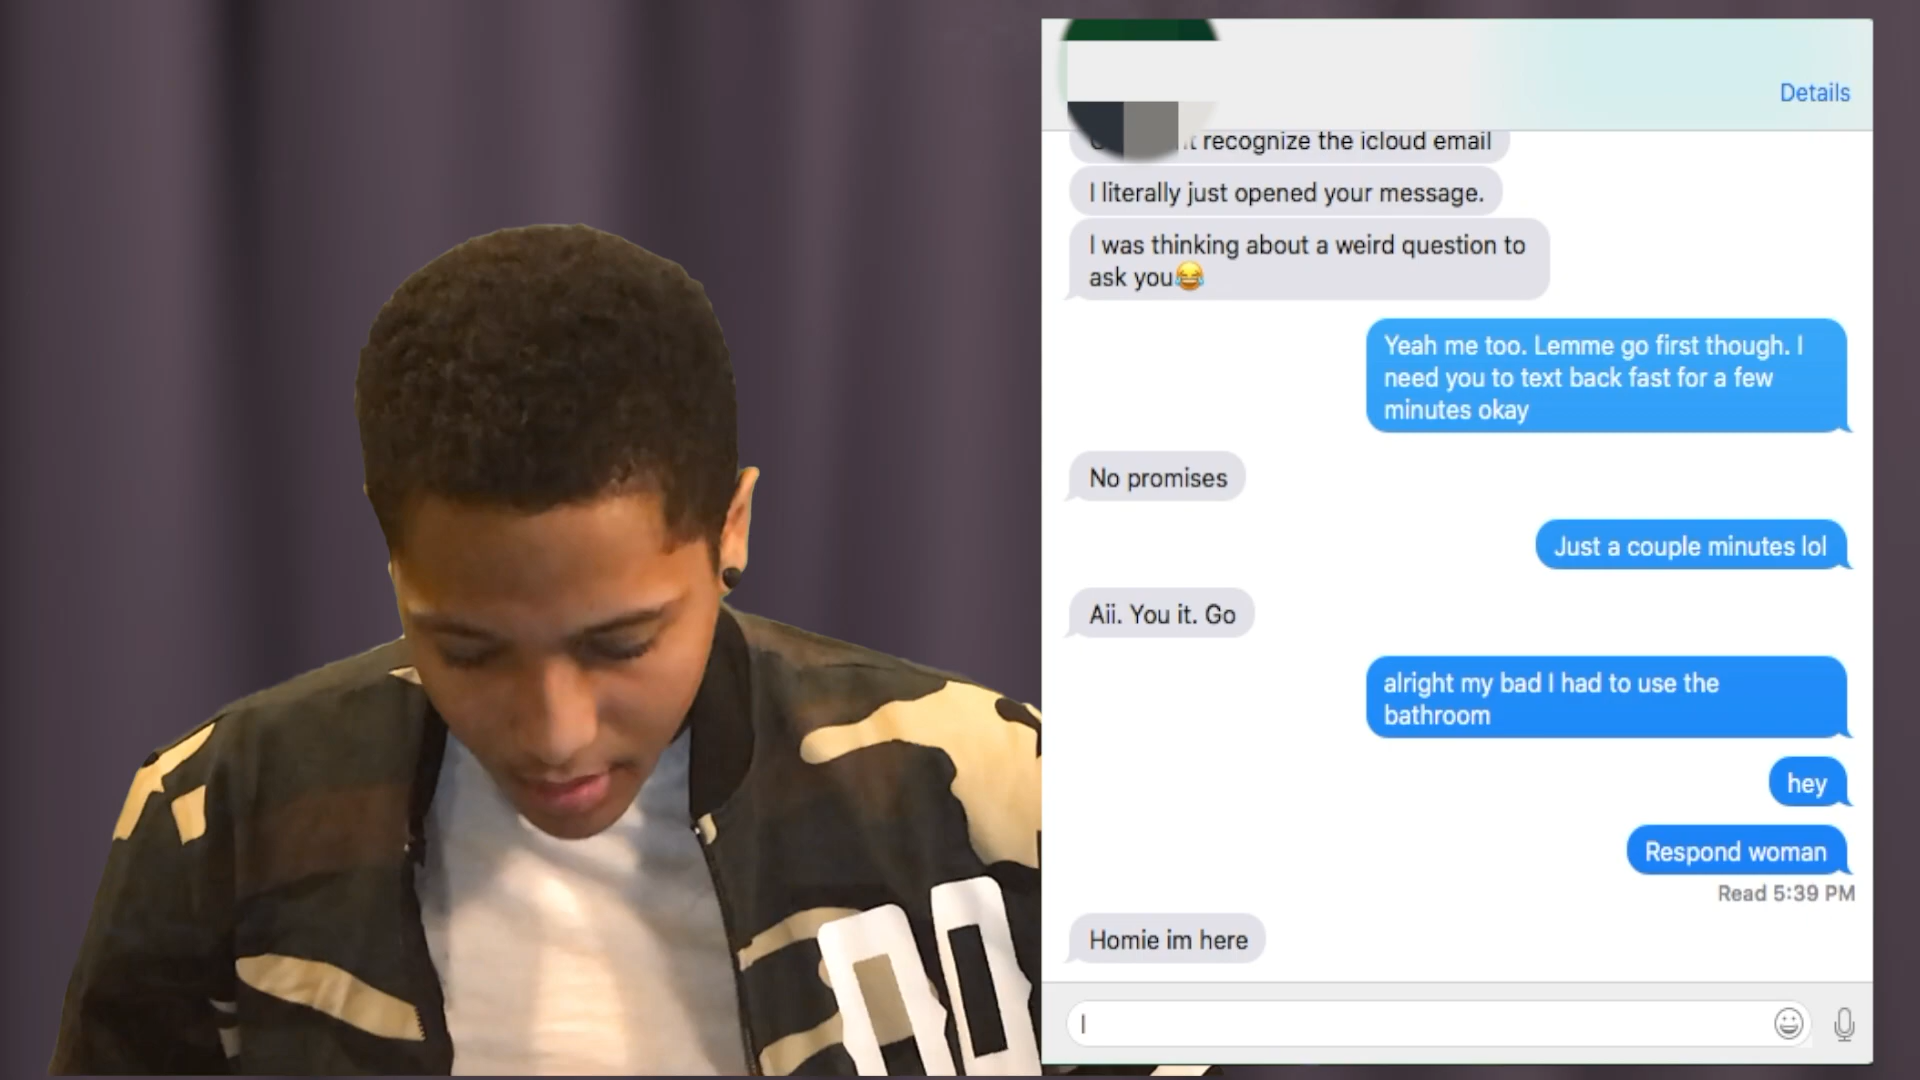 Details
recognize the icloud email
I literally just opened your message.
I was thinking about a weird question to
ask you😂
Yeah me too. Lemme go first though. I
need you to text back fast for a few
minutes okay
No promises
Just a couple minutes lol
Aii. You it. Go
alright my bad I had to use the
bathroom
hey
Respond woman
Read 5:39 PM
Homie im here